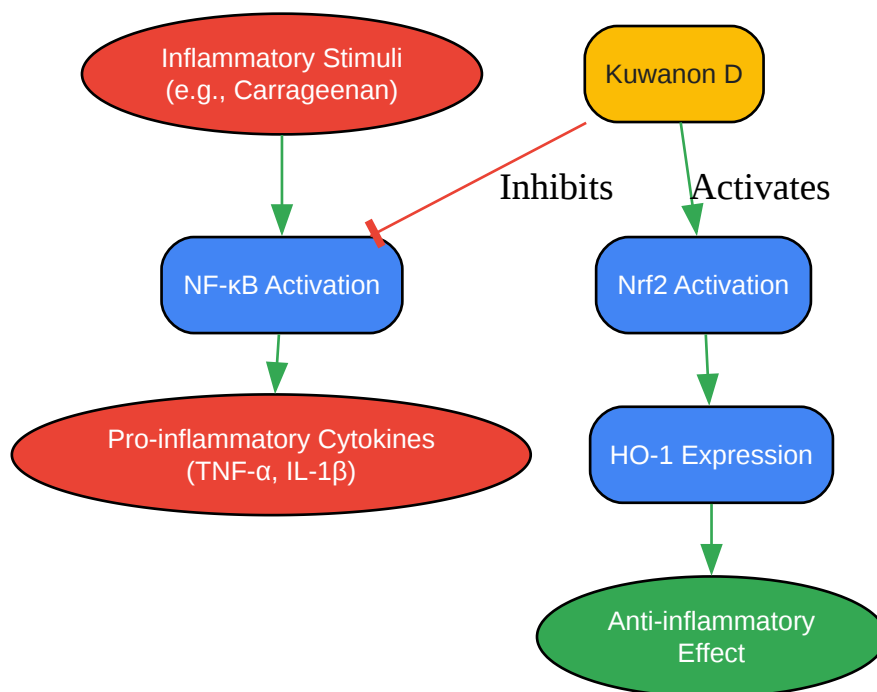 Inflammatory Stimuli
(e.g., Carrageenan)
Kuwanon D
Inhibits
Activates
NF-κB Activation
Nrf2 Activation
Pro-inflammatory Cytokines
(TNF-α, IL-1β)
HO-1 Expression
Anti-inflammatory
Effect